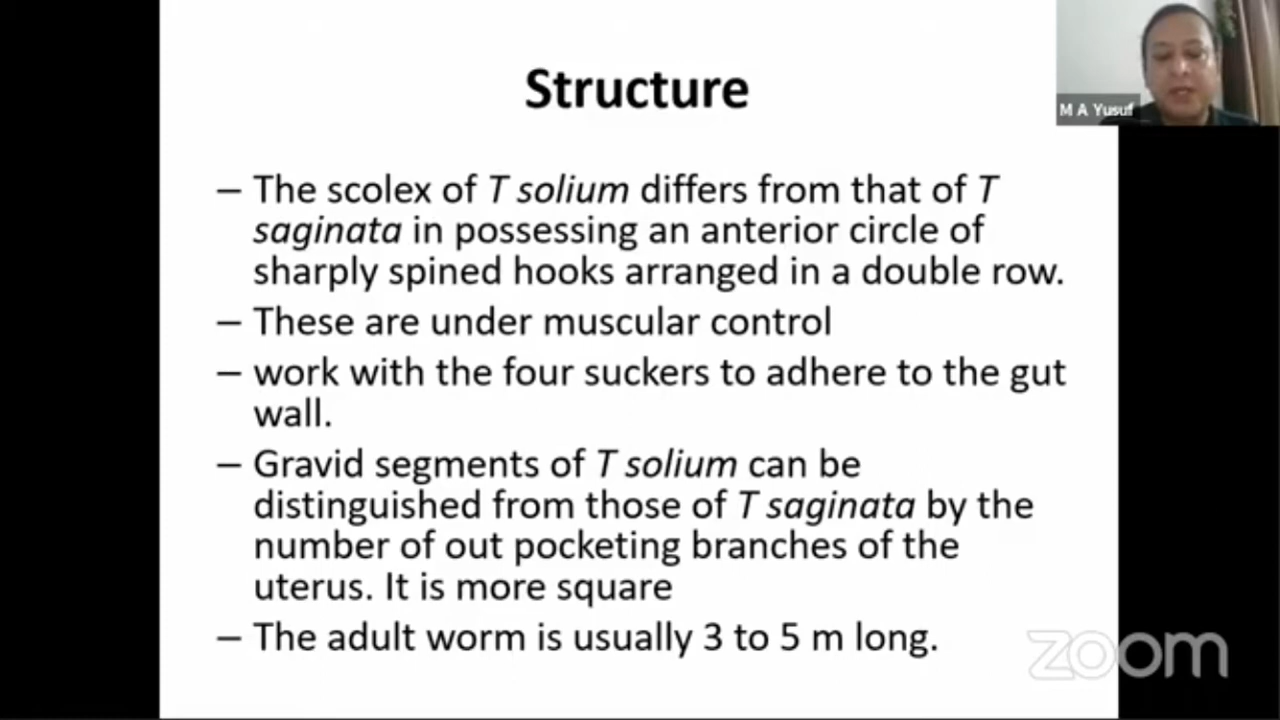 Structure
M A Yusuf
– The scolex of T solium differs from that of T
saginata in possessing an anterior circle of
sharply spined hooks arranged in a double row.
– These are under muscular control
– work with the four suckers to adhere to the gut
wall.
– Gravid segments of T solium can be
distinguished from those of T saginata by the
number of out pocketing branches of the
uterus. It is more square
– The adult worm is usually 3 to 5 m long.
zoom